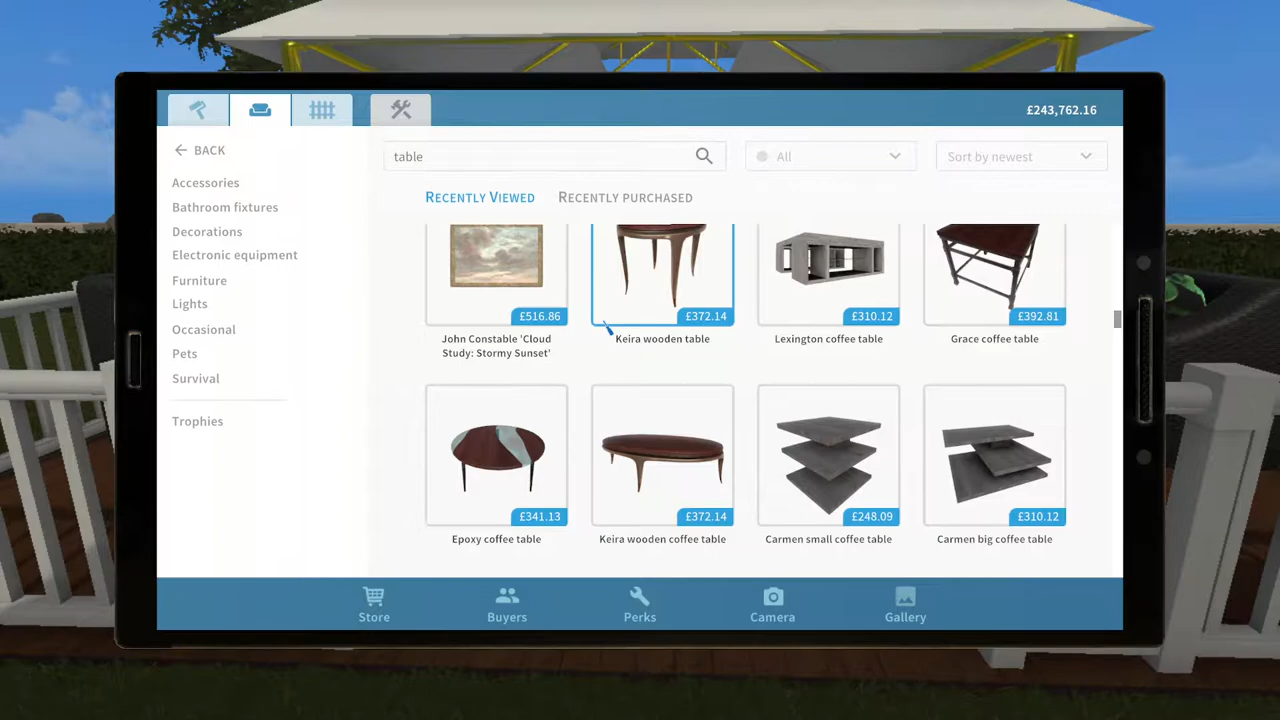 £243,762.16
BACK
table
All
Sort by newest
Accessories
Bathroom fixtures
Decorations
Electronic equipment
Furniture
Lights
Occasional
Pets
Survival
Trophies
RECENTLY VIEWED
RECENTLY PURCHASED
£516.86
£372.14
£310.12
£392.81
John Constable 'Cloud
Study: Stormy Sunset'
Keira wooden table
Lexington coffee table
Grace coffee table
£341.13
£372.14
£248.09
£310.12
Epoxy coffee table
Keira wooden coffee table
Carmen small coffee table
Carmen big coffee table
Store
Buyers
Perks
Camera
Gallery